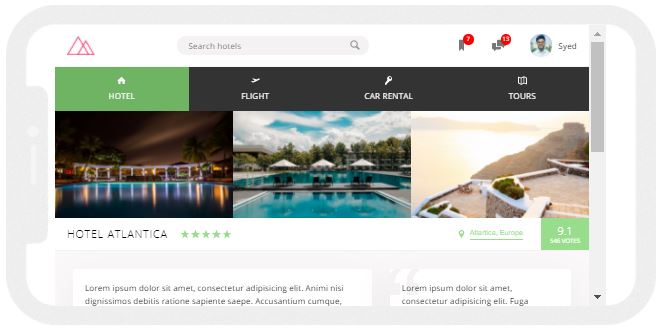 Search hotels
7
13
Syed
HOTEL
FLIGHT
CAR RENTAL
TOURS
HOTEL ATLANTICA
Atlartica, Europe
9.1
546 VOTES
Lorem ipsum dolor sit amet, consectetur adipisicing elit. Animi nisi
dignissimos debitis ratione sapiente saepe. Accusantium cumque,
Lorem ipsum dolor sit amet,
consectetur adipisicing elit. Fuga